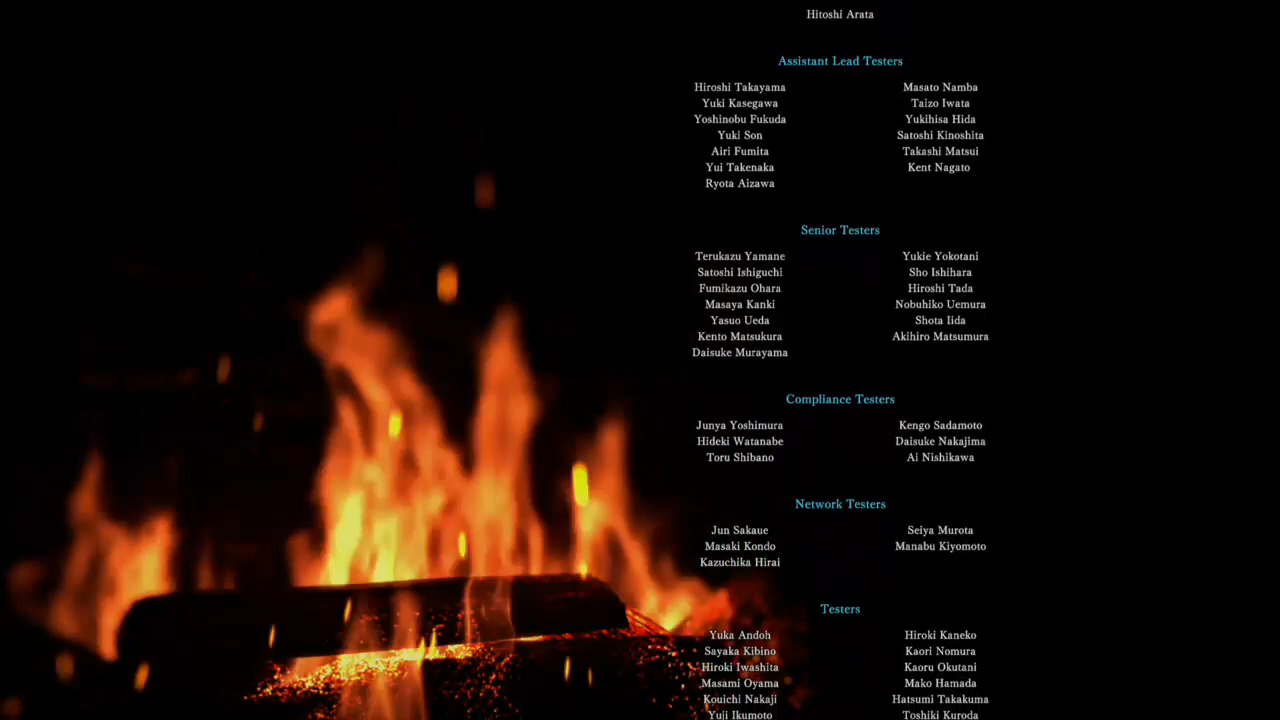 Hitoshi Arata
Assistant Lead Testers
Hiroshi Takayama Masato Namba
Yuki Kasegawa Taizo Iwata
Yoshinobu Fukuda Yukihisa Hida
Yuki Son Satoshi Kinoshita
Airi Fumita Takashi Matsui
Yui Takenaka Kent Nagato
Ryota Aizawa
Senior Testers
Terukazu Yamane Yukie Yokotani
Satoshi Ishiguchi Sho Ishihara
Fumikazu Ohara Hiroshi Tada
Masaya Kanki Nobuhiko Uemura
Yasuo Ueda Shota Iida
Kento Matsukura Akihiro Matsumura
Daisuke Murayama
Compliance Testers
Junya Yoshimura Kengo Sadamoto
Hideki Watanabe Daisuke Nakajima
Toru Shibano Ai Nishikawa
Network Testers
Jun Sakaue Seiya Murota
Masaki Kondo Manabu Kiyomoto
Kazuchika Hirai
Testers
Yuka Andoh Hiroki Kaneko
Sayaka Kibino Kaori Nomura
Hiroki Iwashita Kaoru Okutani
Masami Oyama Mako Hamada
Kouichi Nakaji Hatsumi Takakuma
Yuji Ikumoto Toshiki Kuroda